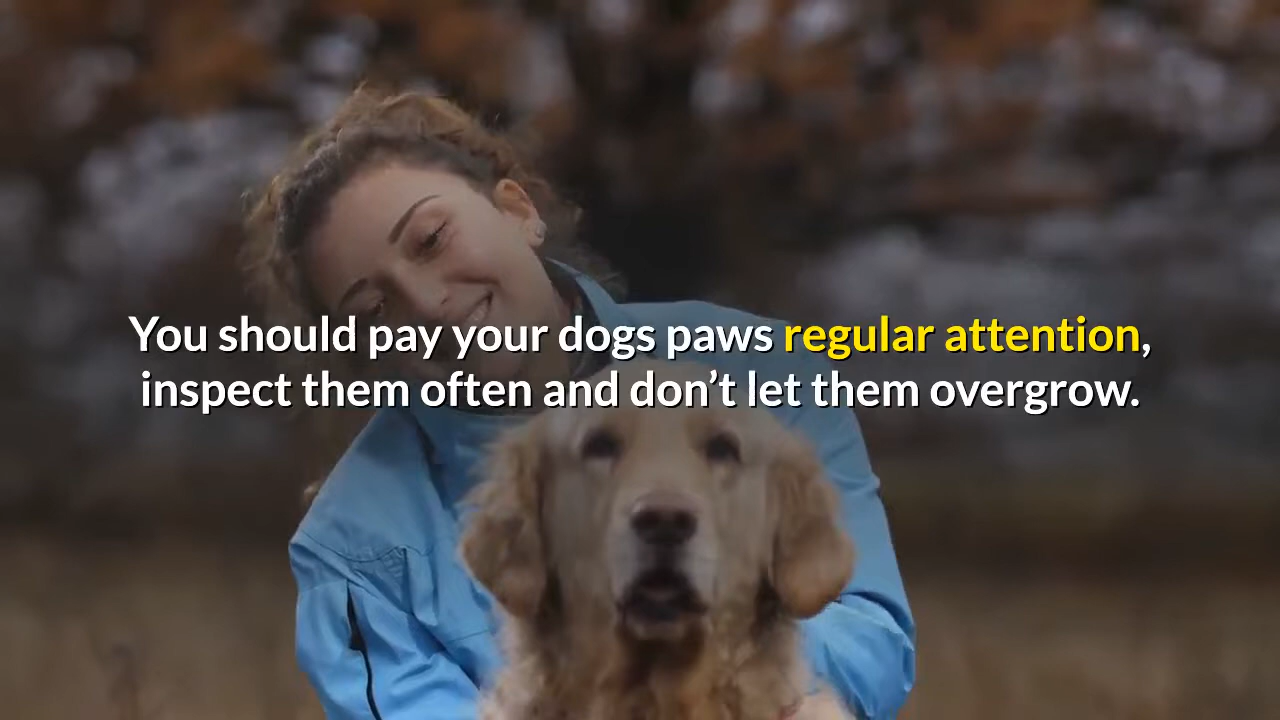 You should pay your dogs paws regular attention,
inspect them often and don’t let them overgrow.